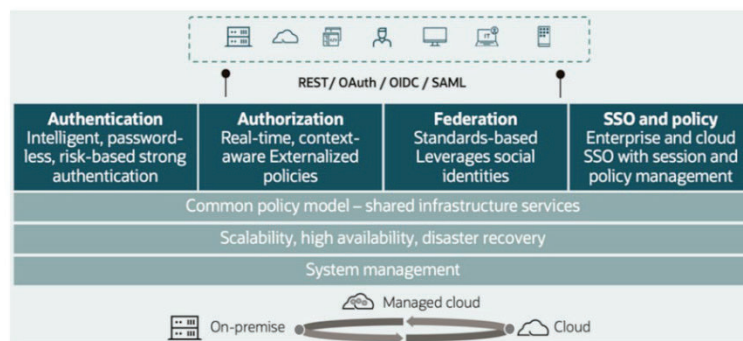 REST/ OAuth / OIDC / SAML
Authentication
Intelligent, password-
less, risk-based strong
authentication
Authorization
Real-time, context-
aware Externalized
policies
Federation
Standards-based
Leverages social
identities
SSO and policy
Enterprise and cloud
SSO with session and
policy management
Common policy model – shared infrastructure services
Scalability, high availability, disaster recovery
System management
Managed cloud
On-premise
Cloud